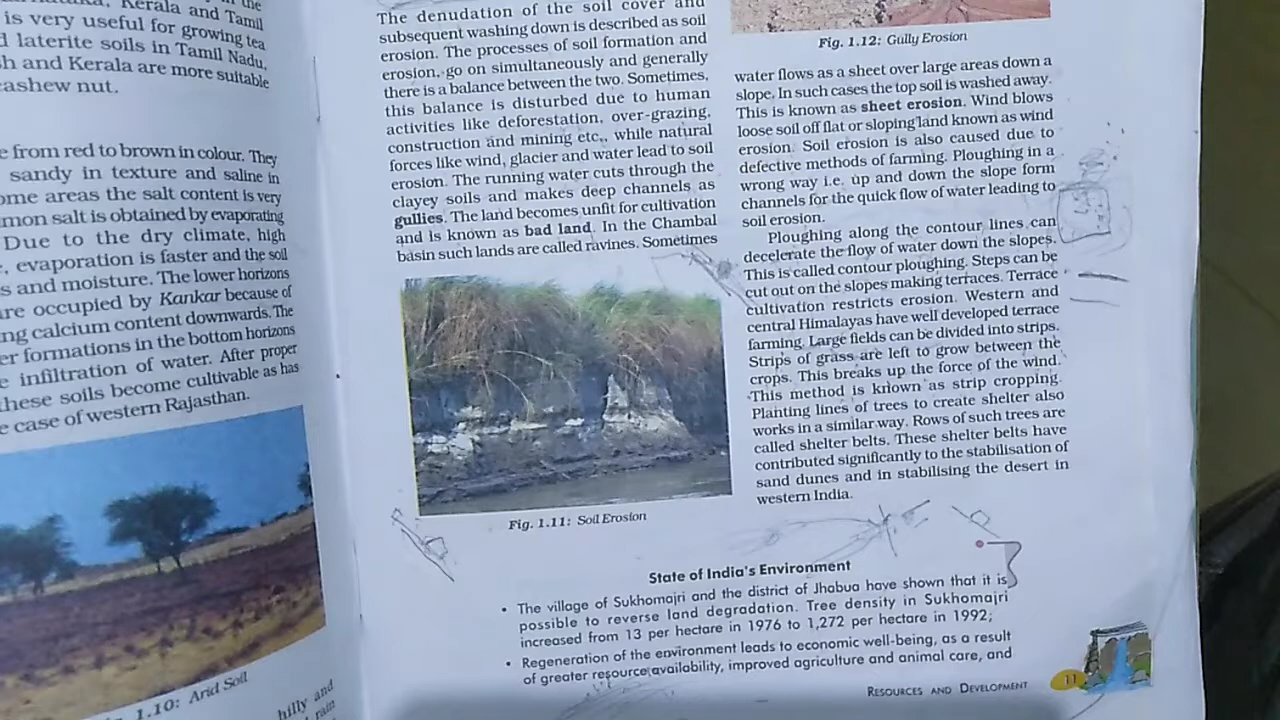 Kerala and Tamil
is very useful for growing tea
laterite soils in Tamil Nadu,
and Kerala are more suitable
cashew nut.
from red to brown in colour. They
sandy in texture and saline in
some areas the salt content is very
common salt is obtained by evaporating
Due to the dry climate, high
evaporation is faster and the soil
and moisture. The lower horizons
are occupied by Kankar because of
calcium content downwards. The
formations in the bottom horizons
infiltration of water. After proper
these soils become cultivable as has
case of western Rajasthan.
1.10: Arid Soil
hilly and
rain
The denudation of the soil cover and
subsequent washing down is described as soil
erosion. The processes of soil formation and
erosion, go on simultaneously and generally
there is a balance between the two. Sometimes,
this balance is disturbed due to human
activities like deforestation, over-grazing,
construction and mining etc., while natural
forces like wind, glacier and water lead to soil
erosion. The running water cuts through the
clayey soils and makes deep channels as
gullies. The land becomes unfit for cultivation
and is known as bad land. In the Chambal
basin such lands are called ravines. Sometimes
Fig. 1.11: Soil Erosion
Fig. 1.12: Gully Erosion
water flows as a sheet over large areas down a
slope. In such cases the top soil is washed away.
This is known as sheet erosion. Wind blows
loose soil off flat or sloping land known as wind
erosion. Soil erosion is also caused due to
defective methods of farming. Ploughing in a
wrong way i.e. up and down the slope form
channels for the quick flow of water leading to
soil erosion.
Ploughing along the contour lines can
decelerate the flow of water down the slopes.
This is called contour ploughing. Steps can be
cut out on the slopes making terraces. Terrace
cultivation restricts erosion. Western and
central Himalayas have well developed terrace
farming. Large fields can be divided into strips.
Strips of grass are left to grow between the
crops. This breaks up the force of the wind.
This method is known as strip cropping.
Planting lines of trees to create shelter also
works in a similar way. Rows of such trees are
called shelter belts. These shelter belts have
contributed significantly to the stabilisation of
sand dunes and in stabilising the desert in
western India.
State of India's Environment
• The village of Sukhomajri and the district of Jhabua have shown that it is
possible to reverse land degradation. Tree density in Sukhomajri
increased from 13 per hectare in 1976 to 1,272 per hectare in 1992;
• Regeneration of the environment leads to economic well-being, as a result
of greater resource availability, improved agriculture and animal care, and
RESOURCES AND DEVELOPMENT
11